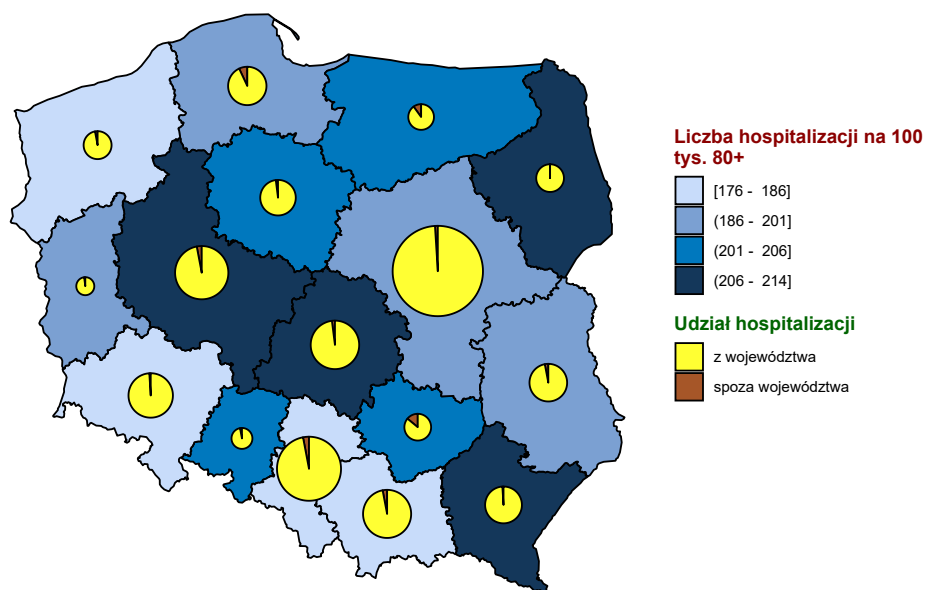 Liczba hospitalizacji na 100
tys. 80+
[176 - 186]
(186 - 201]
(201 - 206]
(206 - 214]
Udział hospitalizacji
z województwa
spoza województwa